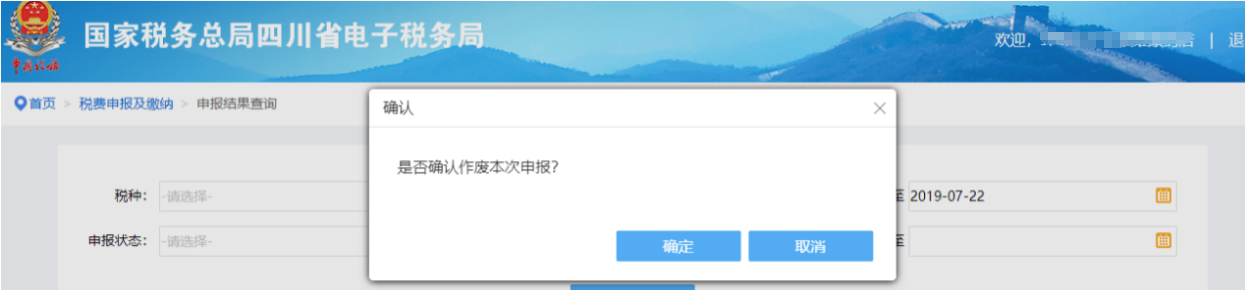 国家税务总局四川省电子税务局
中国税务
欢迎,
店 | 退
首页 > 税费申报及缴纳 > 申报结果查询
确认
是否确认作废本次申报?
税种: -请选择-
至 2019-07-22
申报状态: -请选择-
至
确定 取消